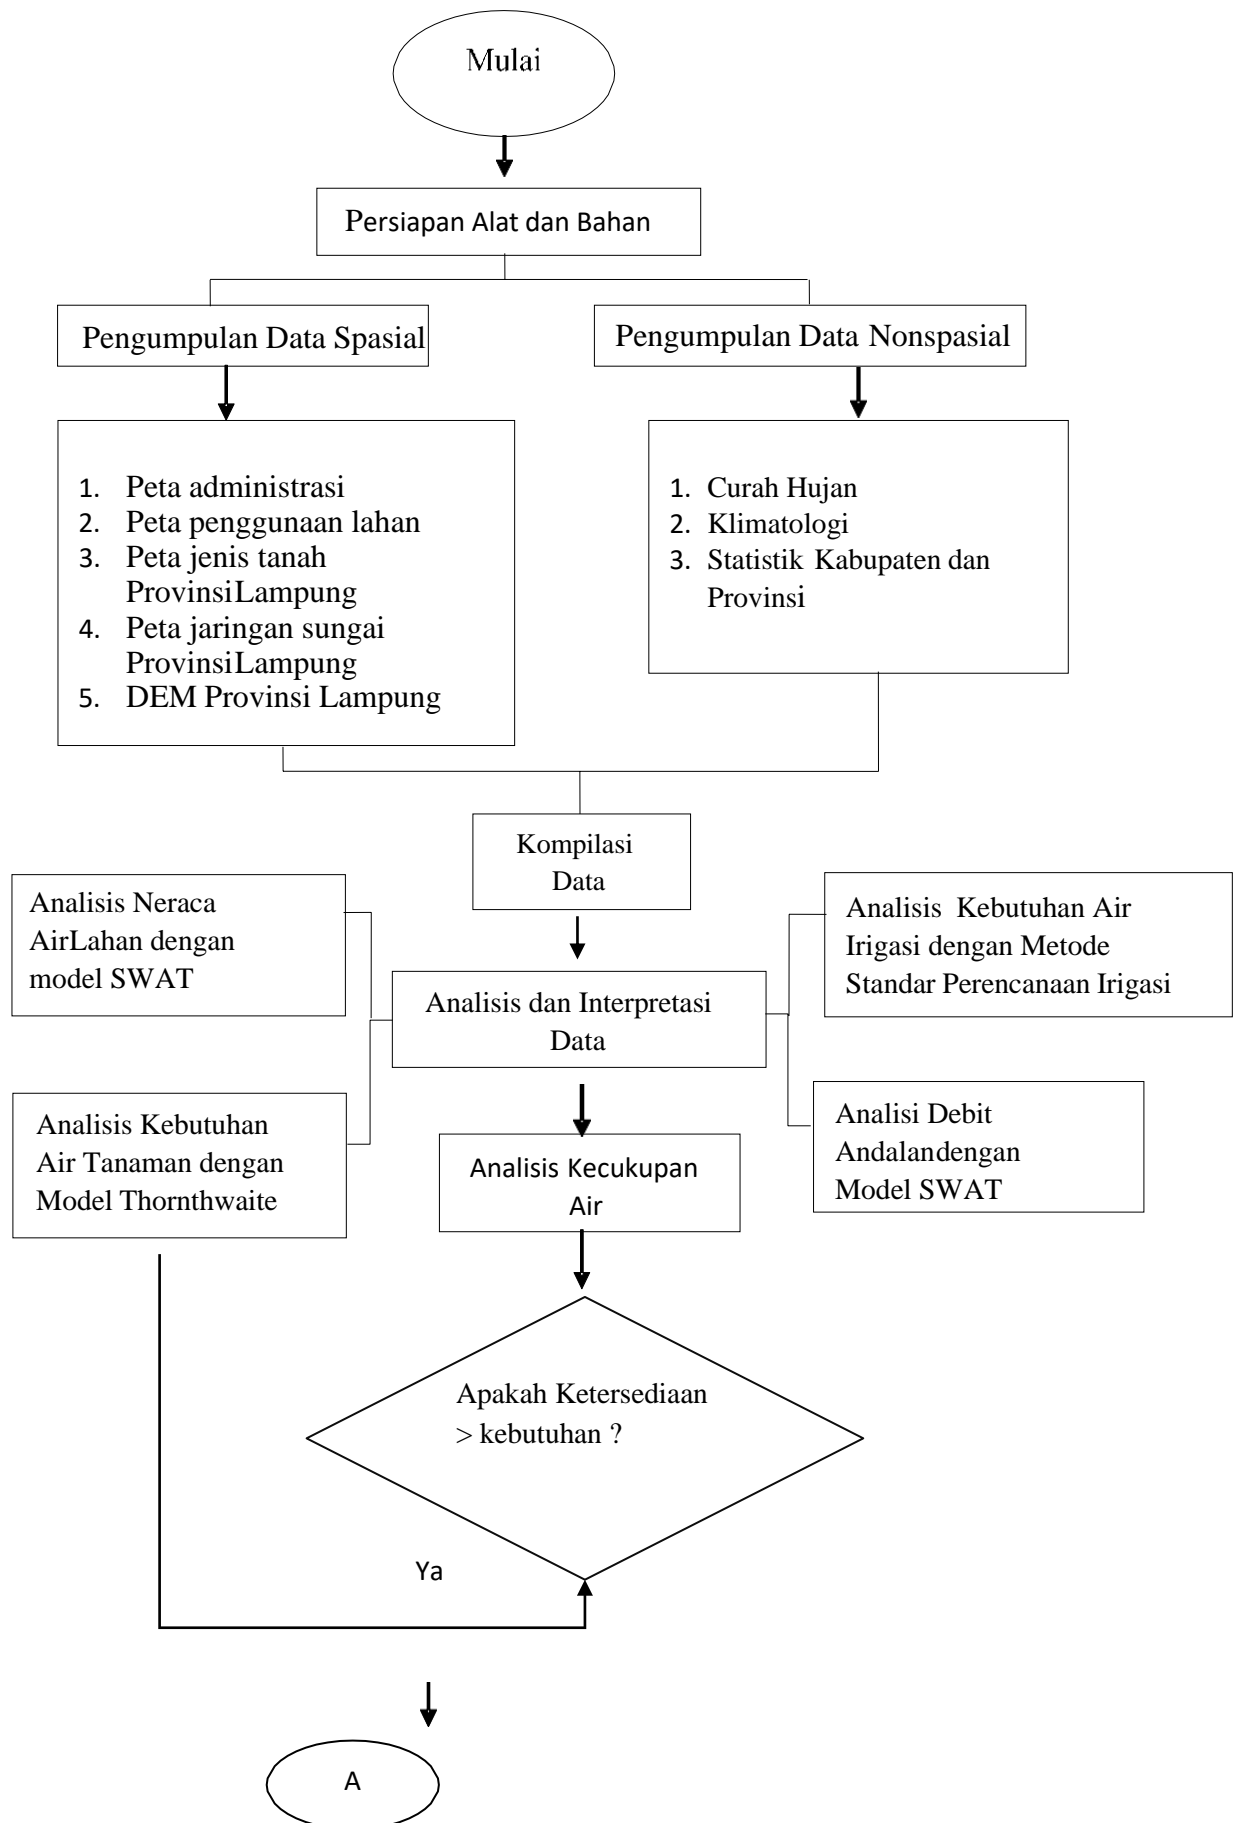 Mulai
Persiapan Alat dan Bahan
Pengumpulan Data Spasial
Pengumpulan Data Nonspasial
1. Peta administrasi
2. Peta penggunaan lahan
3. Peta jenis tanah
ProvinsiLampung
4. Peta jaringan sungai
ProvinsiLampung
5. DEM Provinsi Lampung
1. Curah Hujan
2. Klimatologi
3. Statistik Kabupaten dan
Provinsi
Kompilasi
Data
Analisis Neraca
AirLahan dengan
model SWAT
Analisis Kebutuhan Air
Irigasi dengan Metode
Standar Perencanaan Irigasi
Analisis dan Interpretasi
Data
Analisis Kebutuhan
Air Tanaman dengan
Model Thornthwaite
Analisi Debit
Andalandengan
Model SWAT
Analisis Kecukupan
Air
Apakah Ketersediaan
> kebutuhan ?
Ya
A